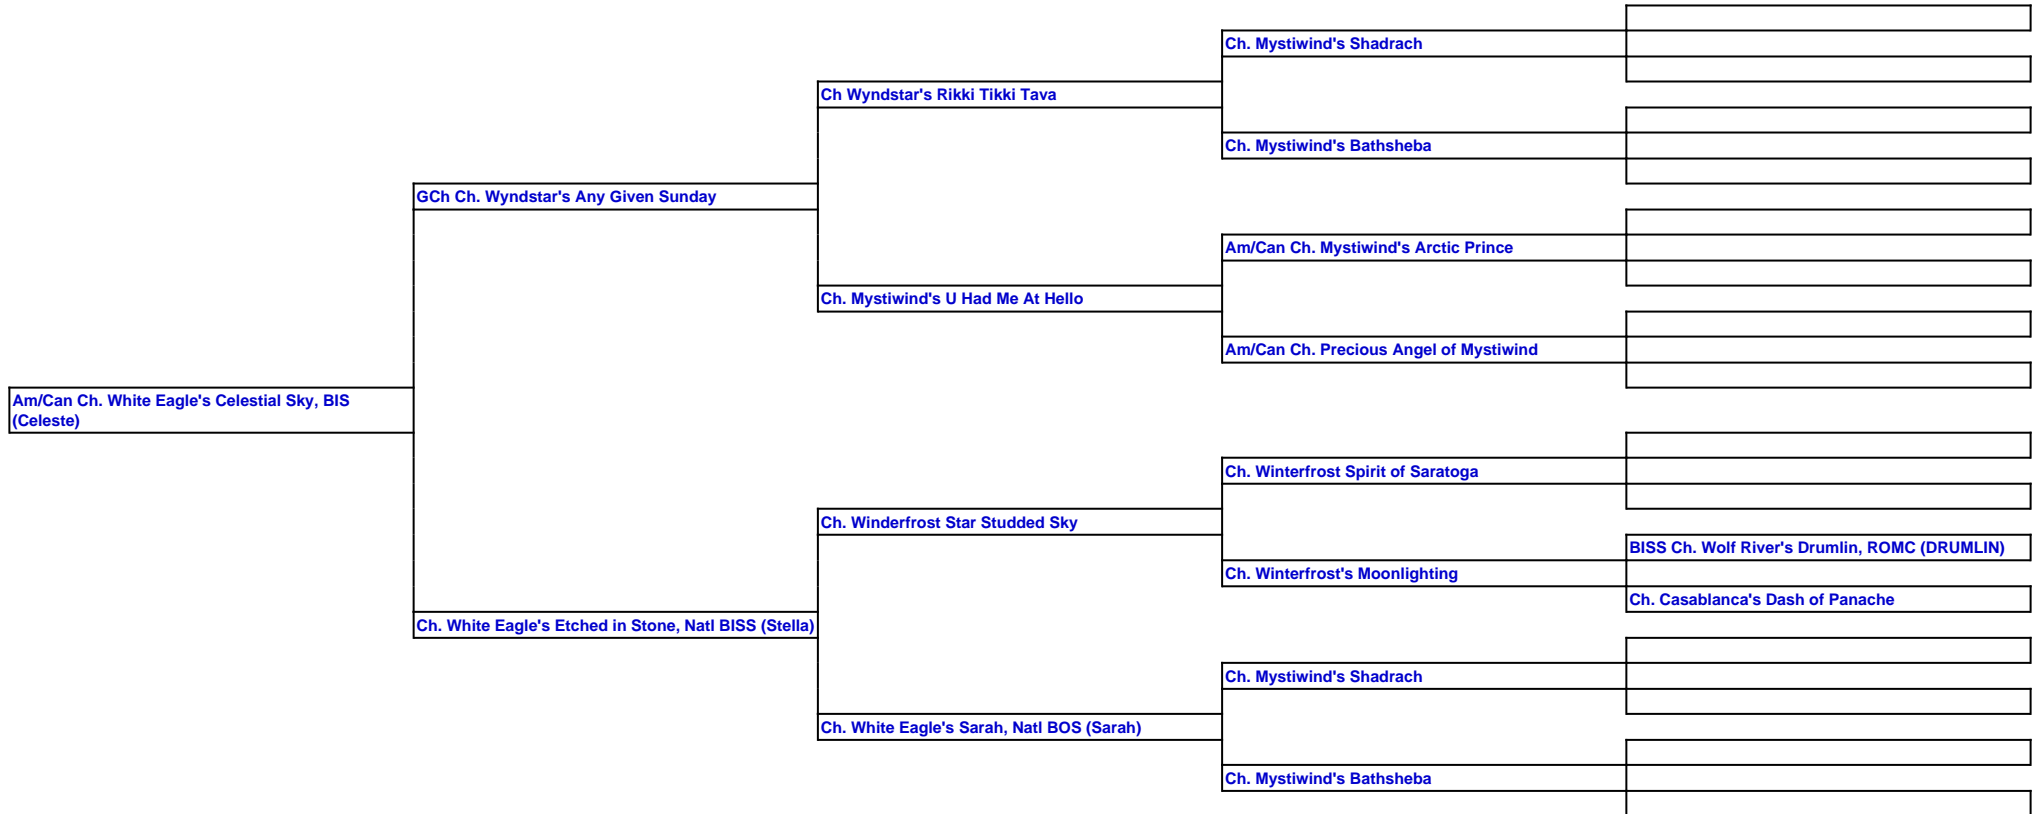 Ch. Mystiwind's Shadrach
Ch Wyndstar's Rikki Tikki Tava
Ch. Mystiwind's Bathsheba
GCh Ch. Wyndstar's Any Given Sunday
Am/Can Ch. Mystiwind's Arctic Prince
Ch. Mystiwind's U Had Me At Hello
Am/Can Ch. Precious Angel of Mystiwind
Am/Can Ch. White Eagle's Celestial Sky, BIS
(Celeste)
Ch. Winterfrost Spirit of Saratoga
Ch. Winderfrost Star Studded Sky
BISS Ch. Wolf River's Drumlin, ROMC (DRUMLIN)
Ch. Winterfrost's Moonlighting
Ch. Casablanca's Dash of Panache
Ch. White Eagle's Etched in Stone, Natl BISS (Stella)
Ch. Mystiwind's Shadrach
Ch. White Eagle's Sarah, Natl BOS (Sarah)
Ch. Mystiwind's Bathsheba